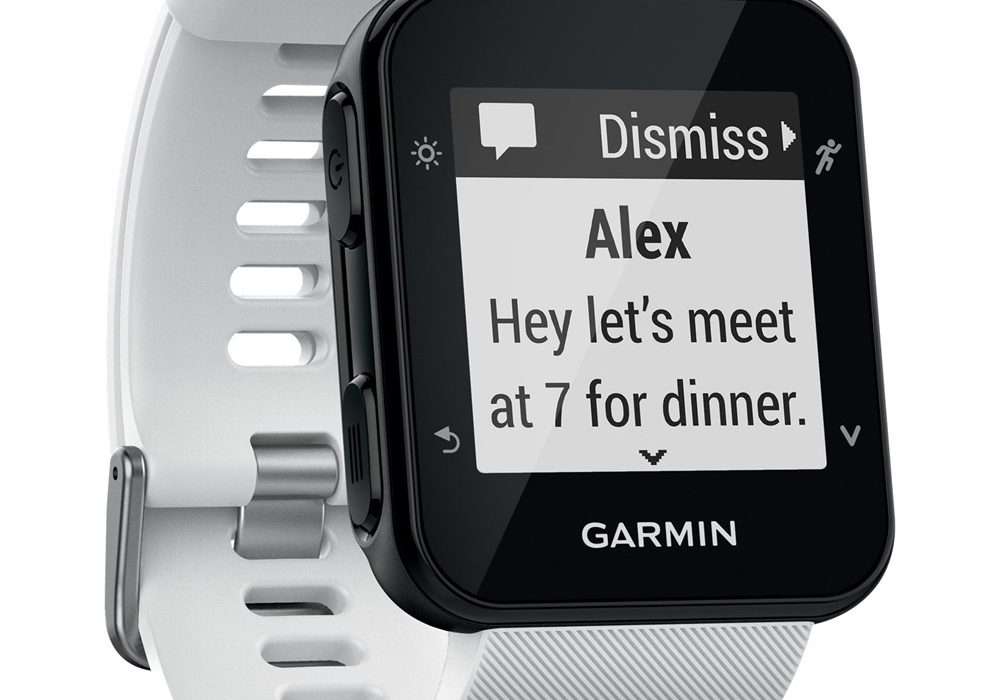 Dismiss
Alex
Hey let's meet
at 7 for dinner.
GARMIN